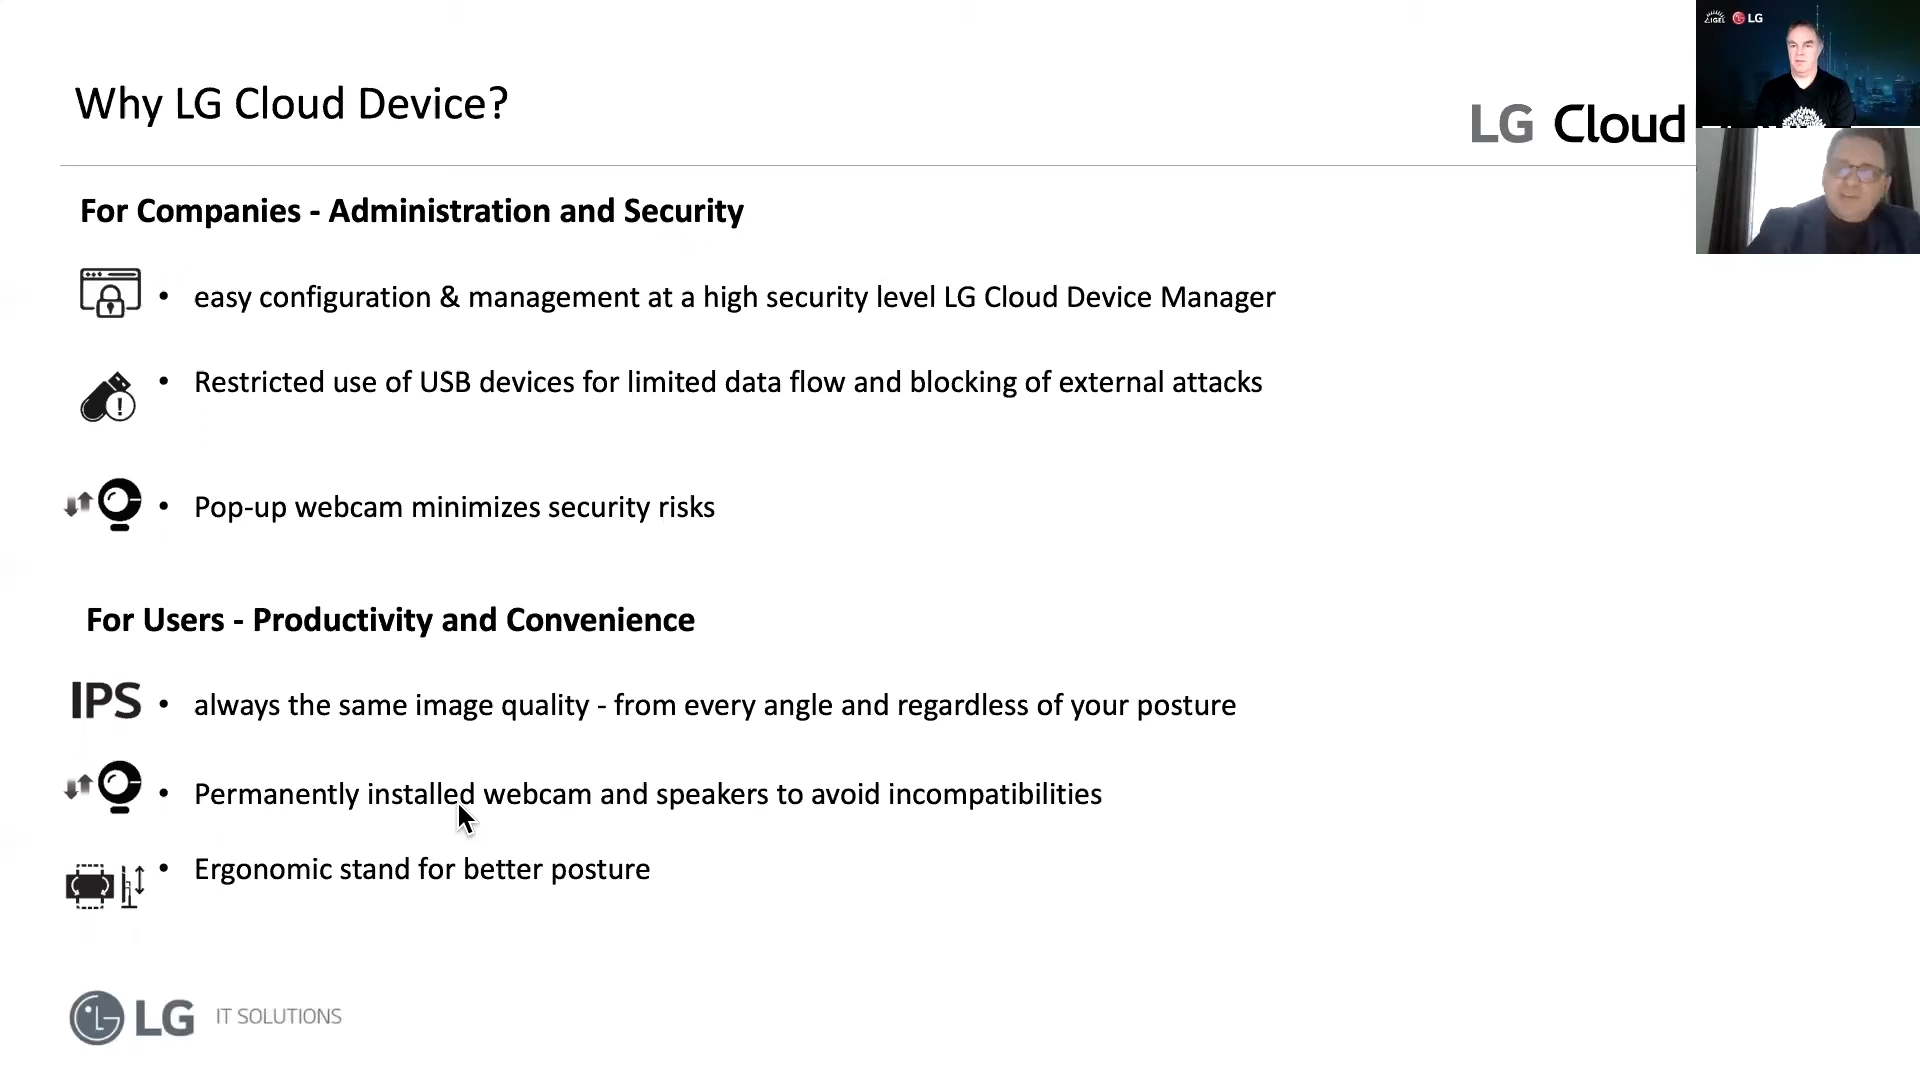 IGEL LG
Why LG Cloud Device?
LG Cloud
For Companies - Administration and Security
• easy configuration & management at a high security level LG Cloud Device Manager
• Restricted use of USB devices for limited data flow and blocking of external attacks
• Pop-up webcam minimizes security risks
For Users - Productivity and Convenience
IPS • always the same image quality - from every angle and regardless of your posture
• Permanently installed webcam and speakers to avoid incompatibilities
• Ergonomic stand for better posture
LG IT SOLUTIONS